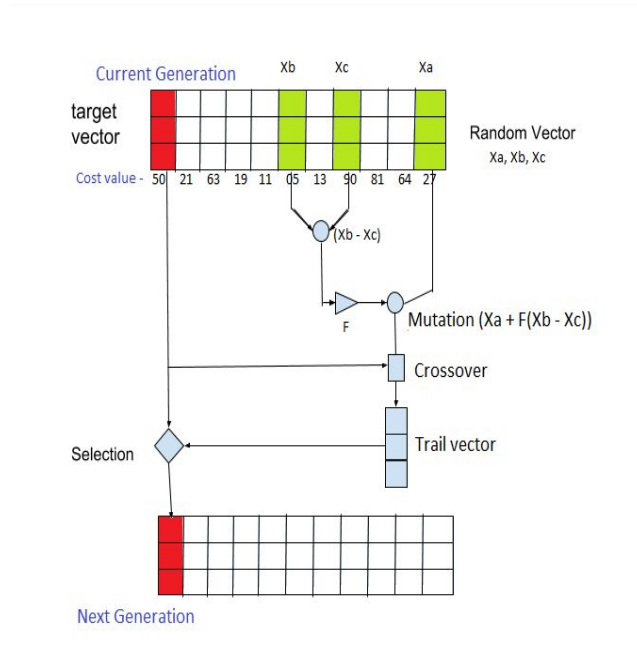 Xb Xc Xa
Current Generation
target
vector
Random Vector
Xa, Xb, Xc
Cost value - 50 21 63 19 11 05 13 90 81 64 27
(Xb - Xc)
F
Mutation (Xa + F(Xb - Xc))
Crossover
Trail vector
Selection
Next Generation